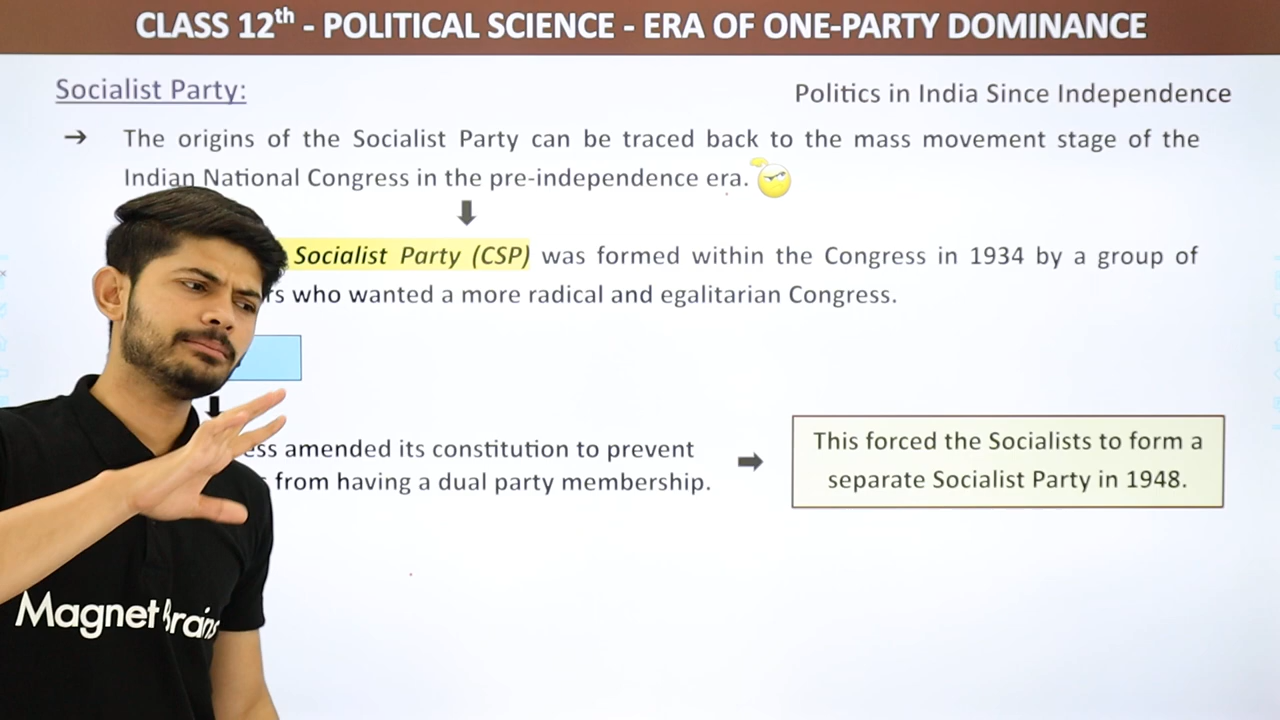 CLASS 12th - POLITICAL SCIENCE - ERA OF ONE-PARTY DOMINANCE
Socialist Party:
Politics in India Since Independence
➔ The origins of the Socialist Party can be traced back to the mass movement stage of the
Indian National Congress in the pre-independence era.
Socialist Party (CSP) was formed within the Congress in 1934 by a group of
who wanted a more radical and egalitarian Congress.
amended its constitution to prevent
from having a dual party membership.
This forced the Socialists to form a
separate Socialist Party in 1948.
Magnet Brains